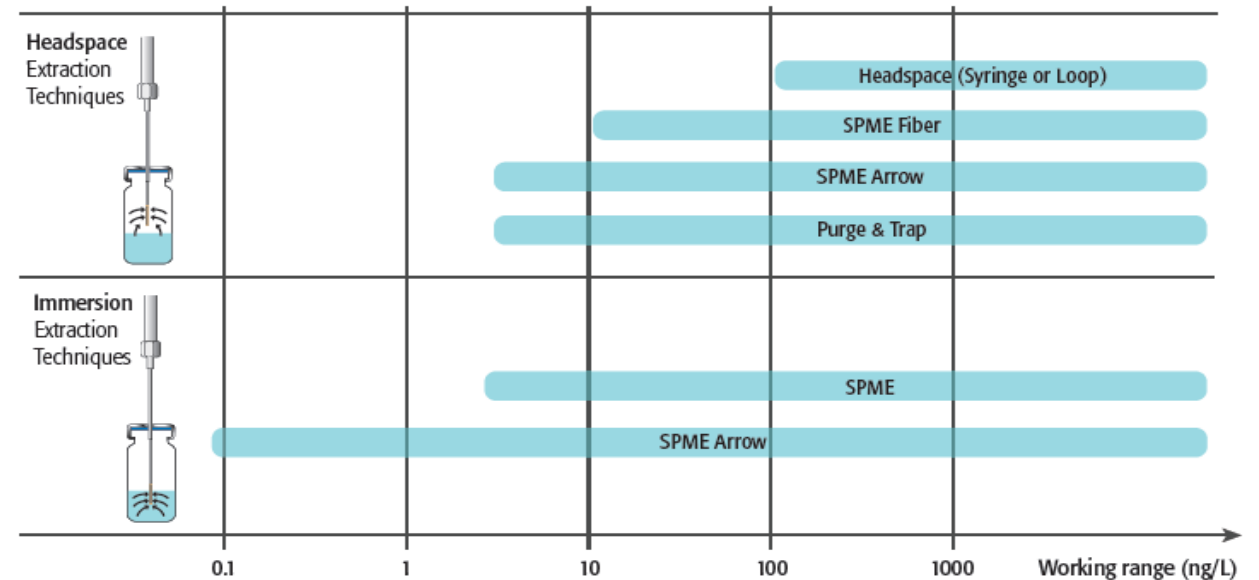 Headspace
Extraction
Techniques
Headspace (Syringe or Loop)
SPME Fiber
SPME Arrow
Purge & Trap
Immersion
Extraction
Techniques
SPME
SPME Arrow
0.1 1 10 100 1000 Working range (ng/L)